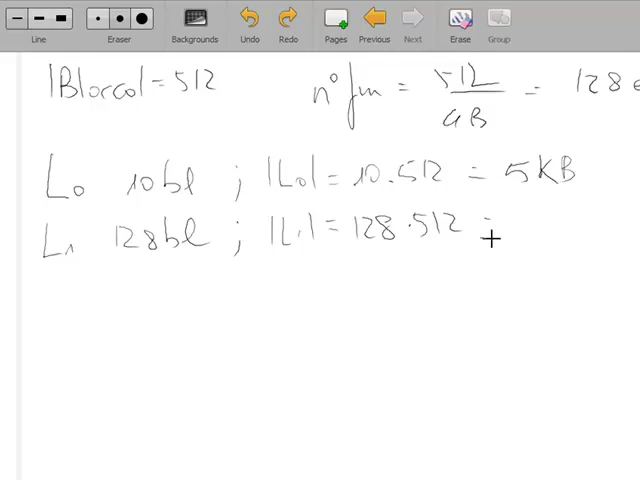 Line
Eraser
Backgrounds
Undo
Redo
Pages
Previous
Next
Erase
Group
|Blocco| = 512
n° = 512 / 4B = 128
L0 10 bl ; |L0| = 10.512 = 5KB
L1 128 bl ; |L1| = 128.512 =